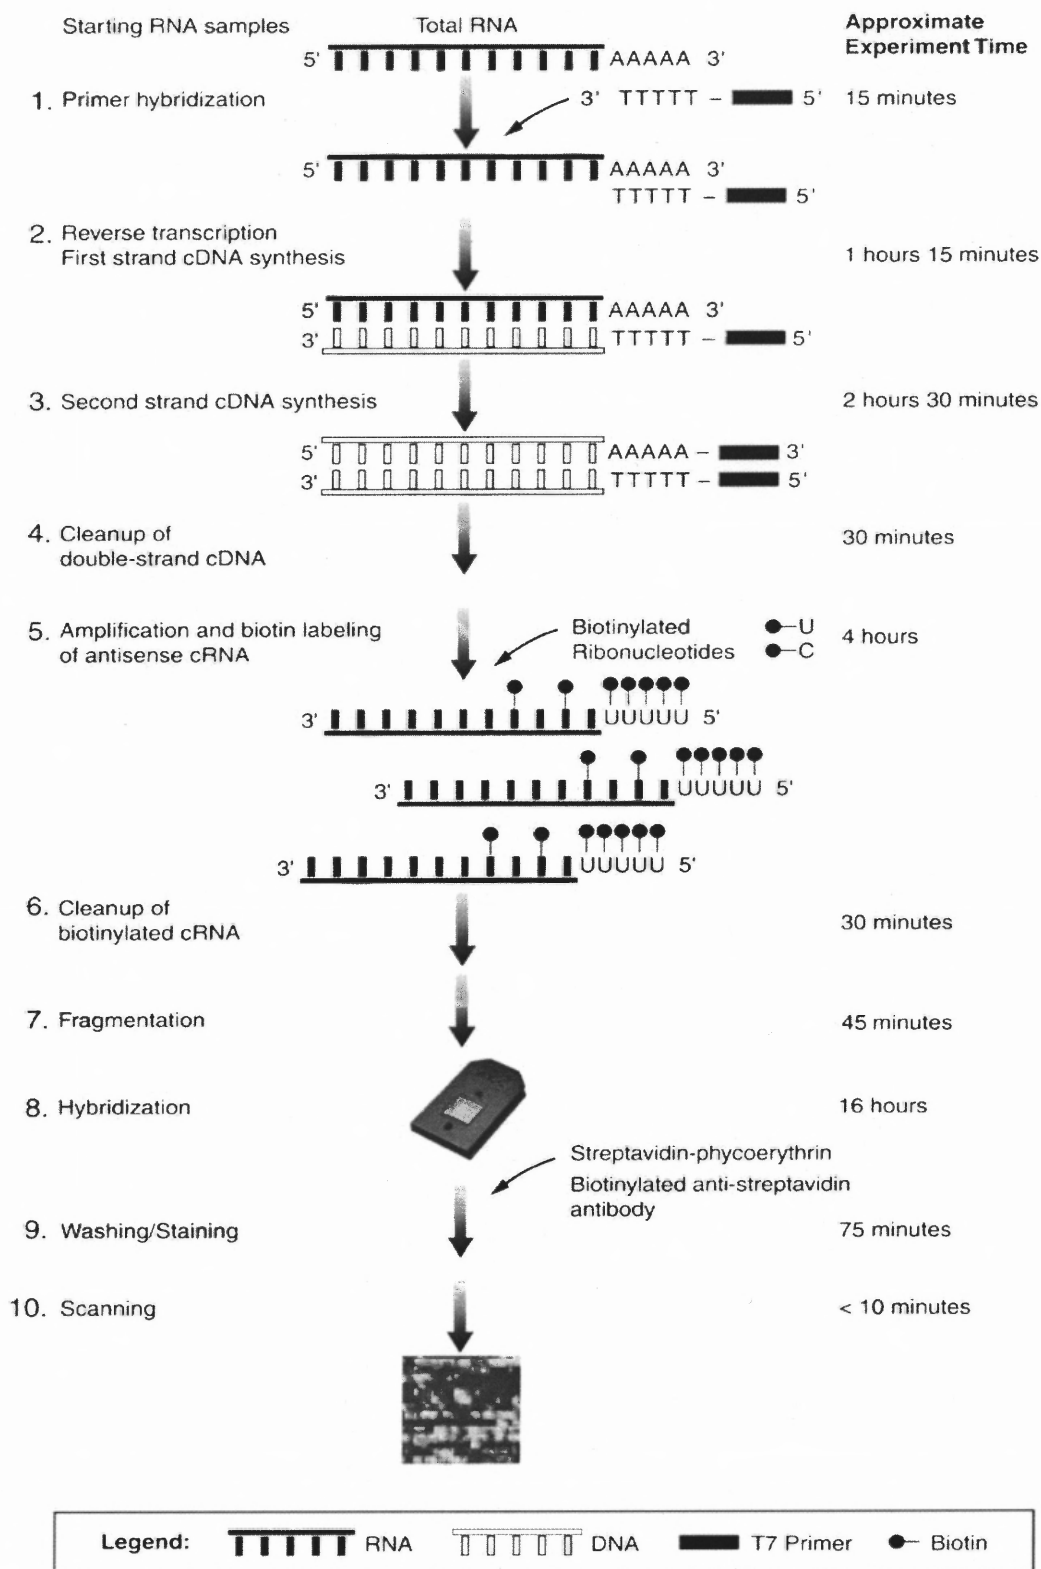 Starting RNA samples
Total RNA
Approximate
Experiment Time
5' AAAAA 3'
1. Primer hybridization
3' TTTTT – 5'
15 minutes
5' AAAAA 3'
TTTTT – 5'
2. Reverse transcription
First strand cDNA synthesis
1 hours 15 minutes
5' AAAAA 3'
3' TTTTT – 5'
3. Second strand cDNA synthesis
2 hours 30 minutes
5' AAAAA – 3'
3' TTTTT – 5'
4. Cleanup of
double-strand cDNA
30 minutes
5. Amplification and biotin labeling
of antisense cRNA
Biotinylated
Ribonucleotides
U
C
4 hours
3' UUUUU 5'
3' UUUUU 5'
3' UUUUU 5'
6. Cleanup of
biotinylated cRNA
30 minutes
7. Fragmentation
45 minutes
8. Hybridization
16 hours
Streptavidin-phycoerythrin
Biotinylated anti-streptavidin
antibody
9. Washing/Staining
75 minutes
10. Scanning
< 10 minutes
Legend: RNA DNA T7 Primer Biotin